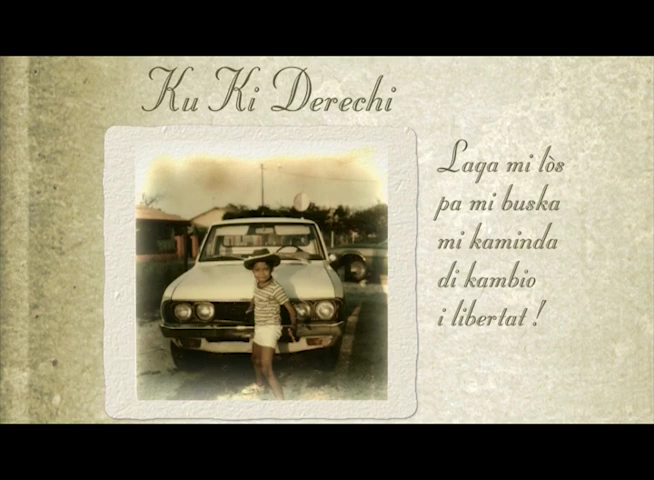 Ku Ki Derechi
Laga mi lòs
pa mi buska
mi kaminda
di kambio
i libertat !